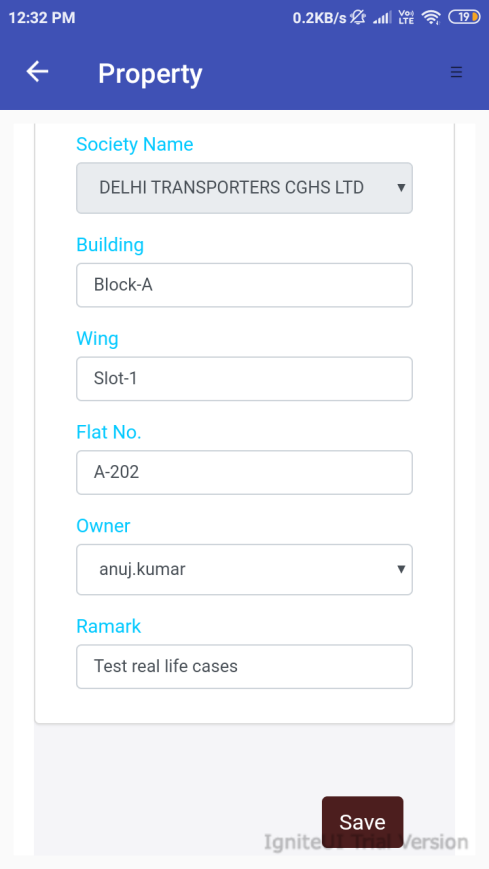 12:32 PM
0.2KB/s
Vo))
LTE
19
Property
Society Name
DELHI TRANSPORTERS CGHS LTD
Building
Block-A
Wing
Slot-1
Flat No.
A-202
Owner
anuj.kumar
Ramark
Test real life cases
Save
IgniteUI Trial Version